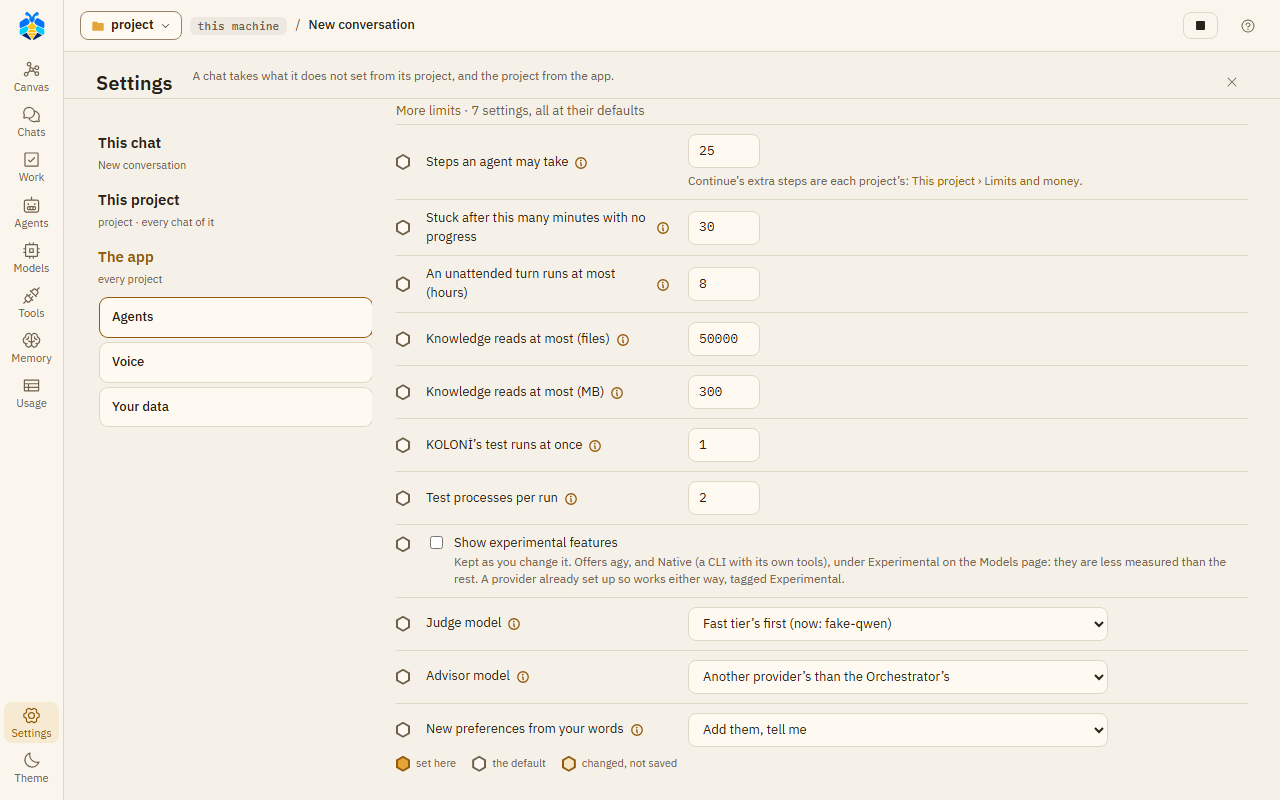 project
this machine
/
New conversation
Canvas
Chats
Work
Agents
Models
Tools
Memory
Usage
Settings
Theme
Settings
A chat takes what it does not set from its project, and the project from the app.
This chat
New conversation
This project
project · every chat of it
The app
every project
Agents
Voice
Your data
More limits · 7 settings, all at their defaults
Steps an agent may take
25
Continue’s extra steps are each project’s: This project › Limits and money.
Stuck after this many minutes with no
progress
30
An unattended turn runs at most
(hours)
8
Knowledge reads at most (files)
50000
Knowledge reads at most (MB)
300
KOLONİ’s test runs at once
1
Test processes per run
2
Show experimental features
Kept as you change it. Offers agy, and Native (a CLI with its own tools), under Experimental on the Models page: they are less measured than the
rest. A provider already set up so works either way, tagged Experimental.
Judge model
Fast tier’s first (now: fake-qwen)
Advisor model
Another provider’s than the Orchestrator’s
New preferences from your words
Add them, tell me
set here
the default
changed, not saved